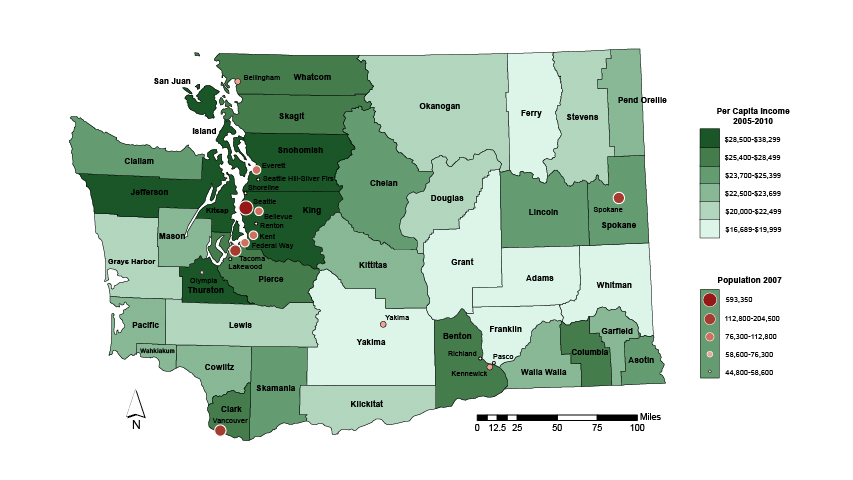 San Juan
Bellingham
Whatcom
Okanogan
Ferry
Stevens
Pend Oreille
Skagit
Island
Snohomish
Clallam
Everett
Seattle Hill-Silver Firs
Shoreline
Jefferson
Chelan
Douglas
Seattle
Kitsap
King
Bellevue
Renton
Lincoln
Spokane
Spokane
Mason
Kent
Federal Way
Grays Harbor
Tacoma
Lakewood
Kittitas
Grant
Adams
Whitman
Olympia
Thurston
Pierce
Pacific
Lewis
Yakima
Yakima
Benton
Franklin
Garfield
Wahkiakum
Richland
Pasco
Columbia
Asotin
Cowlitz
Kennewick
Walla Walla
Skamania
Klickitat
Clark
Vancouver
N
Miles
0 12.5 25 50 75 100
Per Capita Income
2005-2010
$28,500-$38,299
$25,400-$28,499
$23,700-$25,399
$22,500-$23,699
$20,000-$22,499
$16,689-$19,999
Population 2007
593,350
112,800-204,500
76,300-112,800
58,600-76,300
44,800-58,600